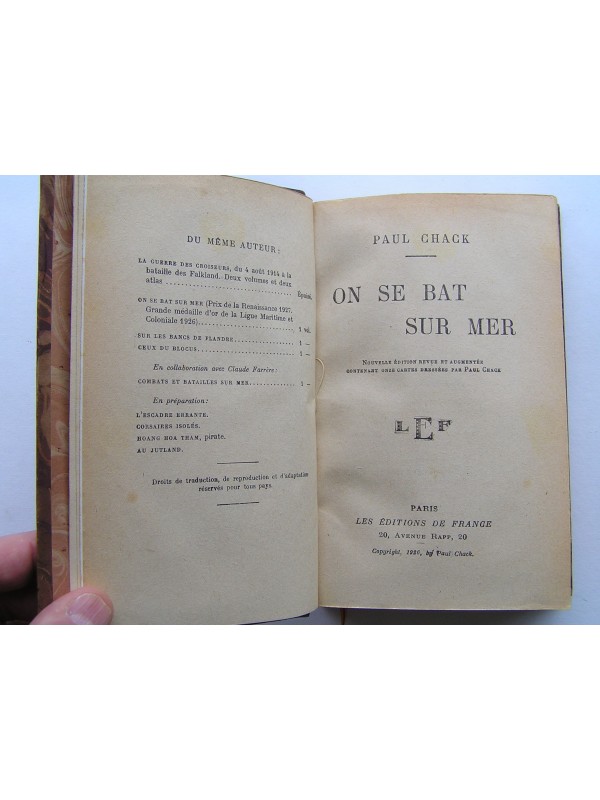 DU MÊME AUTEUR :
LA GUERRE DES CROISEURS, du 4 août 1914 à la
bataille des Falkland. Deux volumes et deux
atlas .................... Épuisé.
ON SE BAT SUR MER (Prix de la Renaissance 1927,
Grande médaille d'or de la Ligue Maritime et
Coloniale 1926).................... 1 vol.
SUR LES BANCS DE FLANDRE.................... 1 —
CEUX DU BLOCUS.................... 1 —
En collaboration avec Claude Farrère:
COMBATS ET BATAILLES SUR MER.................... 1 —
En préparation:
L'ESCADRE ERRANTE.
CORSAIRES ISOLÉS.
HOANG HOA THAM, pirate.
AU JUTLAND.
Droits de traduction, de reproduction et d'adaptation
réservés pour tous pays.
PAUL CHACK
ON SE BAT
SUR MER
NOUVELLE ÉDITION REVUE ET AUGMENTÉE
CONTENANT ONZE CARTES DRESSÉES PAR PAUL CHACK
LEF
PARIS
LES ÉDITIONS DE FRANCE
20, AVENUE RAPP, 20
Copyright, 1926, by Paul Chack.